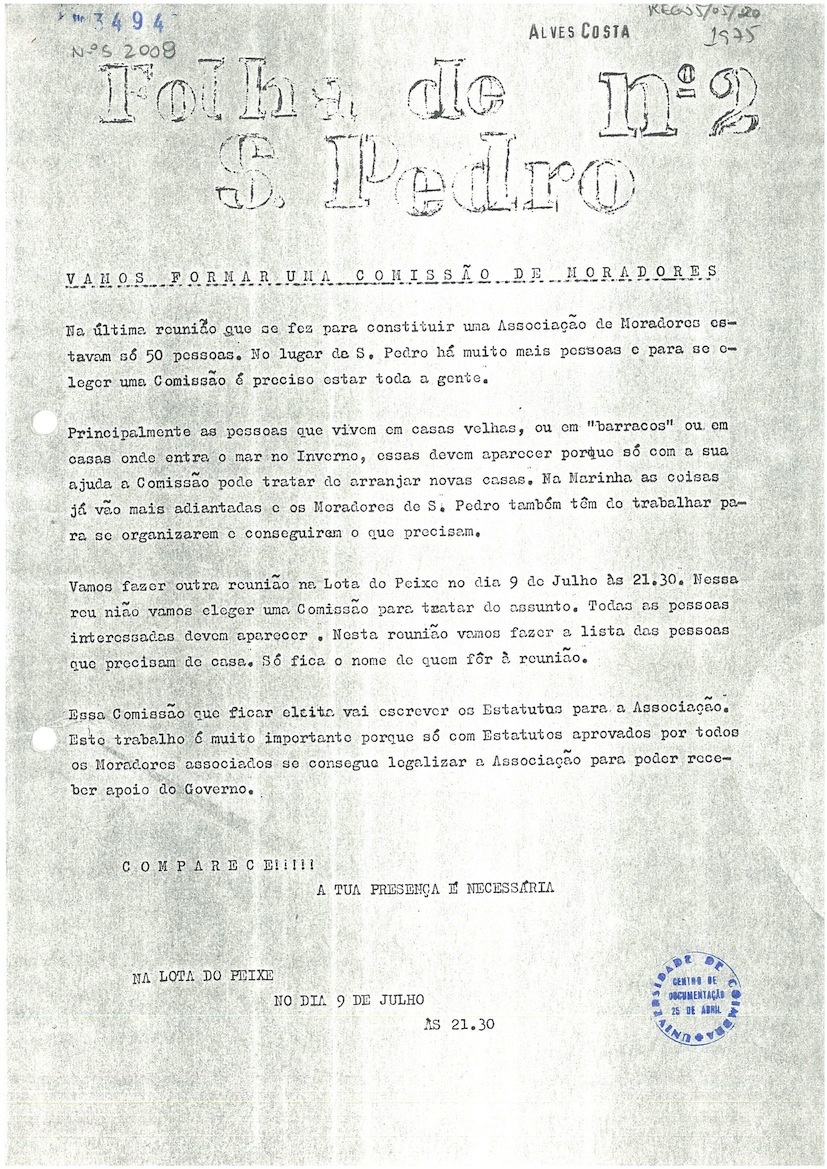 3494
Nº S. 2008
ALVES COSTA
REG05/05/20
1975
Folha de nº 2
S. Pedro
VAMOS FORMAR UMA COMISSÃO DE MORADORES
Na última reunião que se fez para constituir uma Associação de Moradores es-
tavam só 50 pessoas. No lugar de S. Pedro há muito mais pessoas e para se e-
leger uma Comissão é preciso estar toda a gente.
Principalmente as pessoas que vivem em casas velhas, ou em "barracos" ou em
casas onde entra o mar no Inverno, essas devem aparecer porque só com a sua
ajuda a Comissão pode tratar de arranjar novas casas. Na Marinha as coisas
já vão mais adiantadas e os Moradores de S. Pedro também têm de trabalhar pa-
ra se organizarem e conseguirem o que precisam.
Vamos fazer outra reunião na Lota do Peixe no dia 9 de Julho às 21.30. Nessa
reu nião vamos eleger uma Comissão para tratar do assunto. Todas as pessoas
interessadas devem aparecer . Nesta reunião vamos fazer a lista das pessoas
que precisam de casa. Só fica o nome de quem fôr à reunião.
Essa Comissão que ficar eleita vai escrever os Estatutos para a Associação.
Este trabalho é muito importante porque só com Estatutos aprovados por todos
os Moradores associados se consegue legalizar a Associação para poder rece-
ber apoio do Governo.
COMPARECE!!!!!
A TUA PRESENÇA É NECESSÁRIA
NA LOTA DO PEIXE
NO DIA 9 DE JULHO
ÀS 21.30
UNIVERSIDADE DE COIMBRA
CENTRO DE
DOCUMENTAÇÃO
25 DE ABRIL